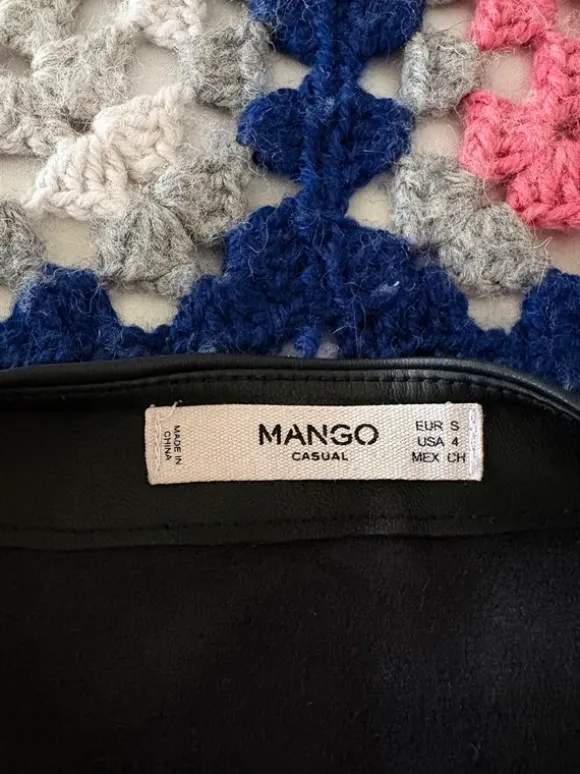 MADE IN
CHINA
MANGO
CASUAL
EUR S
USA 4
MEX CH